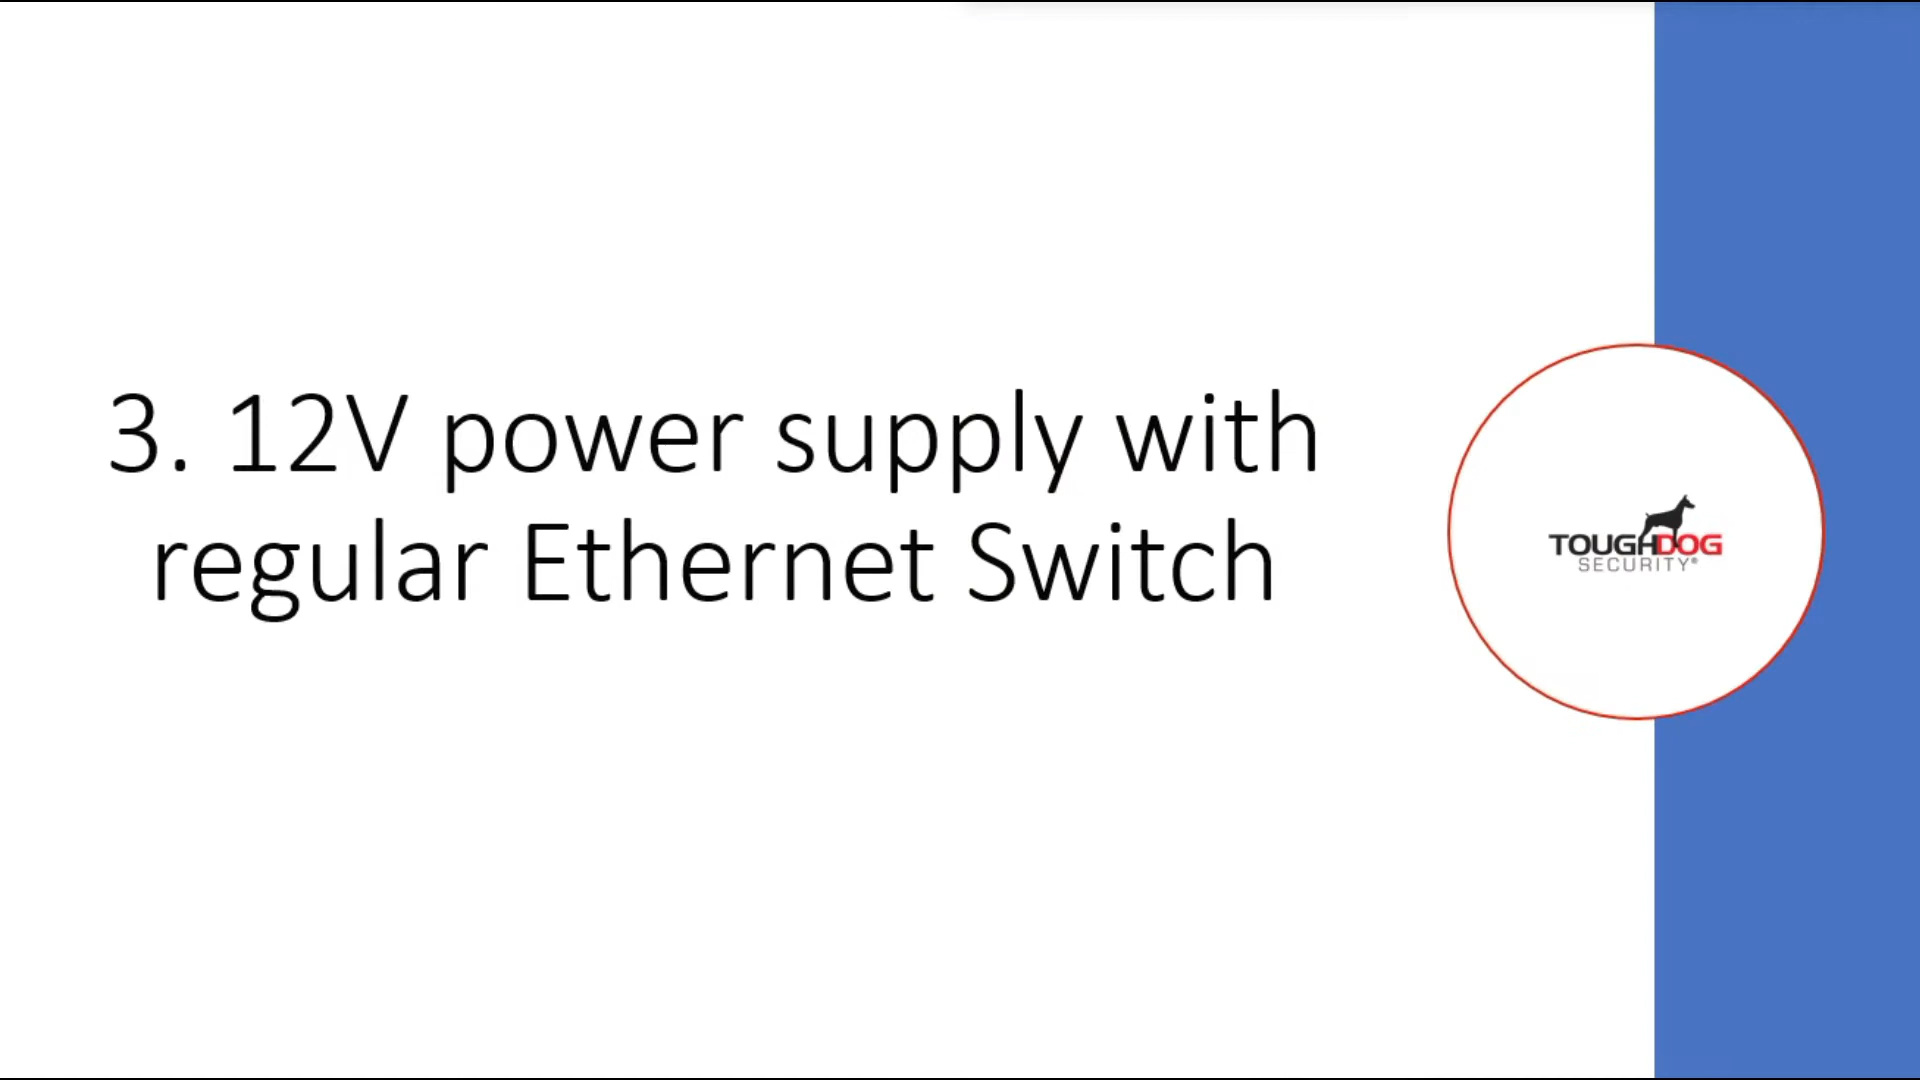 3. 12V power supply with
regular Ethernet Switch
TOUGHDOG
SECURITY®